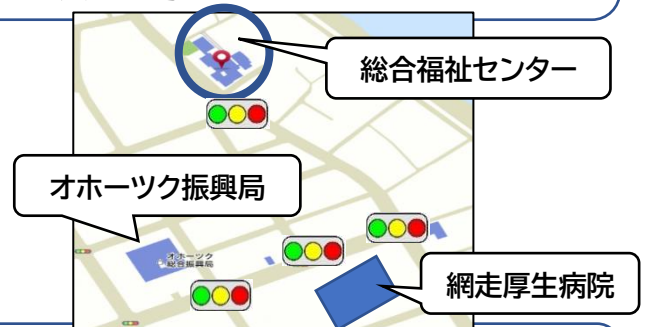 総合福祉センター
オホーツク振興局
オホーツク
総合振興局
網走厚生病院